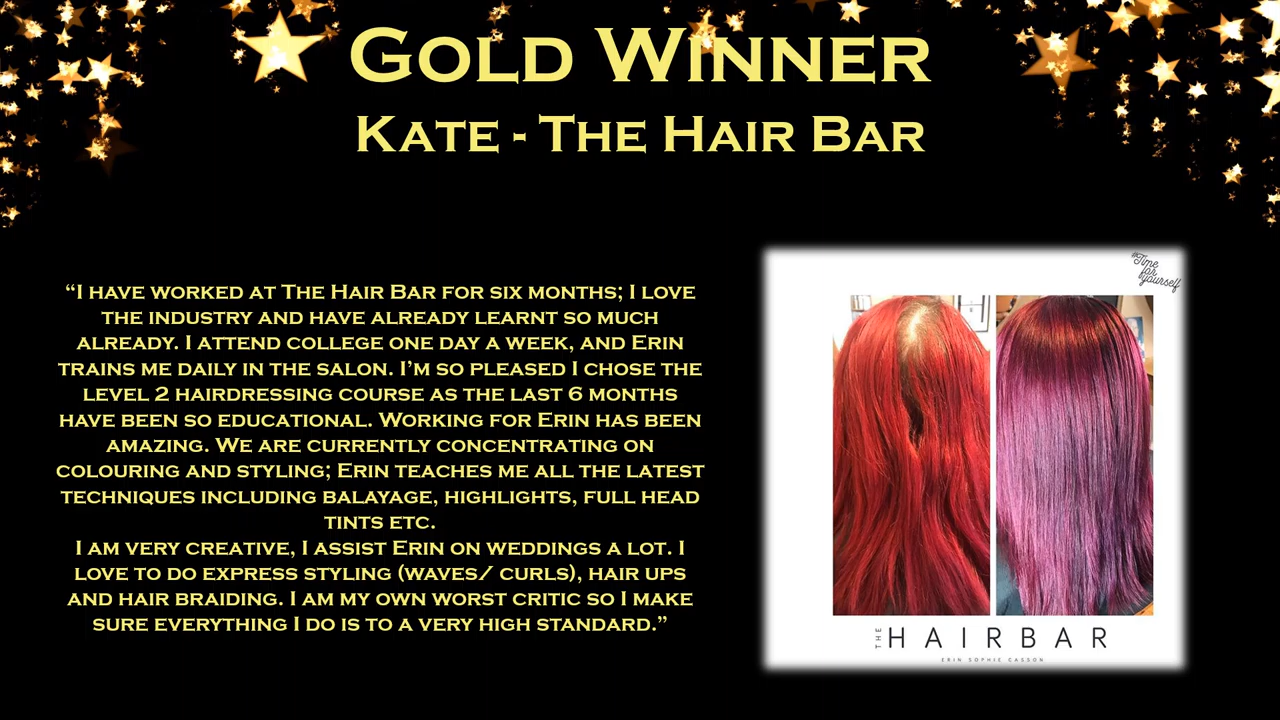 GOLD WINNER
KATE - THE HAIR BAR
“I HAVE WORKED AT THE HAIR BAR FOR SIX MONTHS; I LOVE
THE INDUSTRY AND HAVE ALREADY LEARNT SO MUCH
ALREADY. I ATTEND COLLEGE ONE DAY A WEEK, AND ERIN
TRAINS ME DAILY IN THE SALON. I’M SO PLEASED I CHOSE THE
LEVEL 2 HAIRDRESSING COURSE AS THE LAST 6 MONTHS
HAVE BEEN SO EDUCATIONAL. WORKING FOR ERIN HAS BEEN
AMAZING. WE ARE CURRENTLY CONCENTRATING ON
COLOURING AND STYLING; ERIN TEACHES ME ALL THE LATEST
TECHNIQUES INCLUDING BALAYAGE, HIGHLIGHTS, FULL HEAD
TINTS ETC.
I AM VERY CREATIVE, I ASSIST ERIN ON WEDDINGS A LOT. I
LOVE TO DO EXPRESS STYLING (WAVES/ CURLS), HAIR UPS
AND HAIR BRAIDING. I AM MY OWN WORST CRITIC SO I MAKE
SURE EVERYTHING I DO IS TO A VERY HIGH STANDARD.”
#Time
for
yourself
THE HAIRBAR
ERIN SOPHIE CASSON